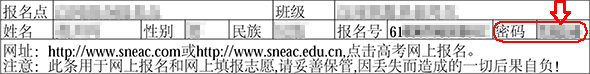 报名点 班级
姓名 性别 民族 报名号 61 密码
网址：http://www.sneac.com或http://www.sneac.edu.cn,点击高考网上报名。
注意：此条用于网上报名和网上填报志愿,请妥善保管,因丢失而造成的一切后果自负！